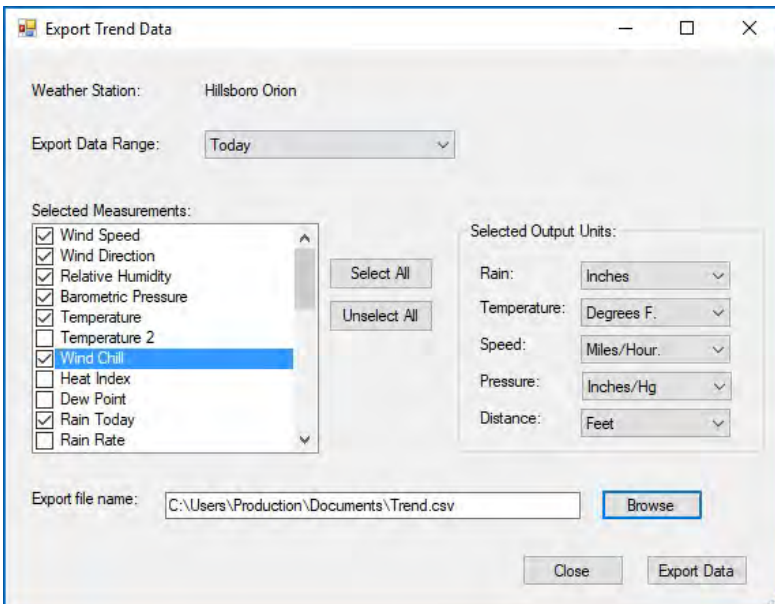 Export Trend Data
Weather Station: Hillsboro Orion
Export Data Range: Today
Selected Measurements:
Wind Speed
Wind Direction
Relative Humidity
Barometric Pressure
Temperature
Temperature 2
Wind Chill
Heat Index
Dew Point
Rain Today
Rain Rate
Select All
Unselect All
Selected Output Units:
Rain: Inches
Temperature: Degrees F.
Speed: Miles/Hour.
Pressure: Inches/Hg
Distance: Feet
Export file name: C:\Users\Production\Documents\Trend.csv Browse
Close Export Data